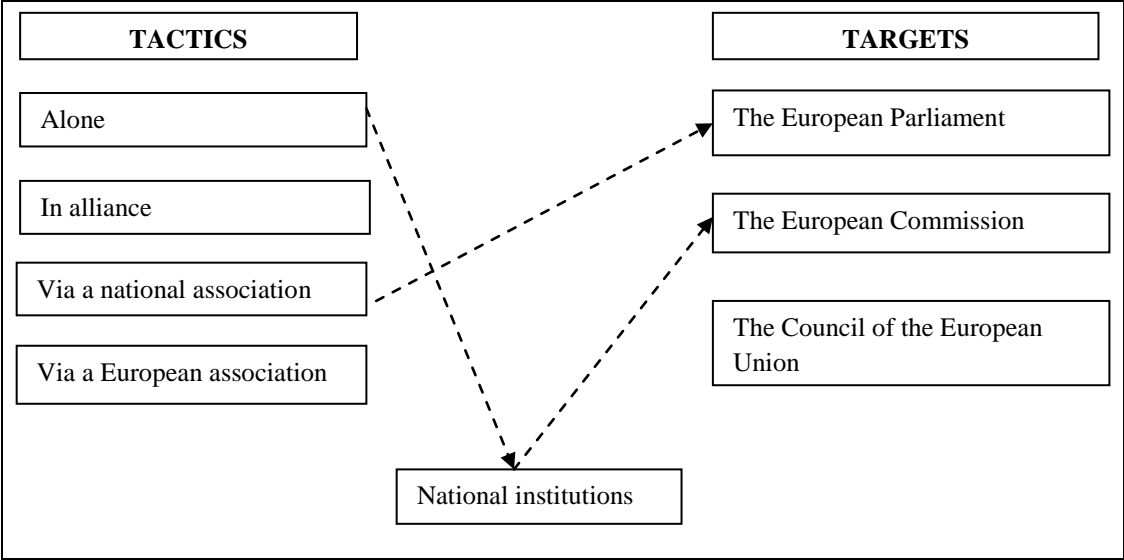 TACTICS
TARGETS
Alone
The European Parliament
In alliance
The European Commission
Via a national association
The Council of the European
Union
Via a European association
National institutions